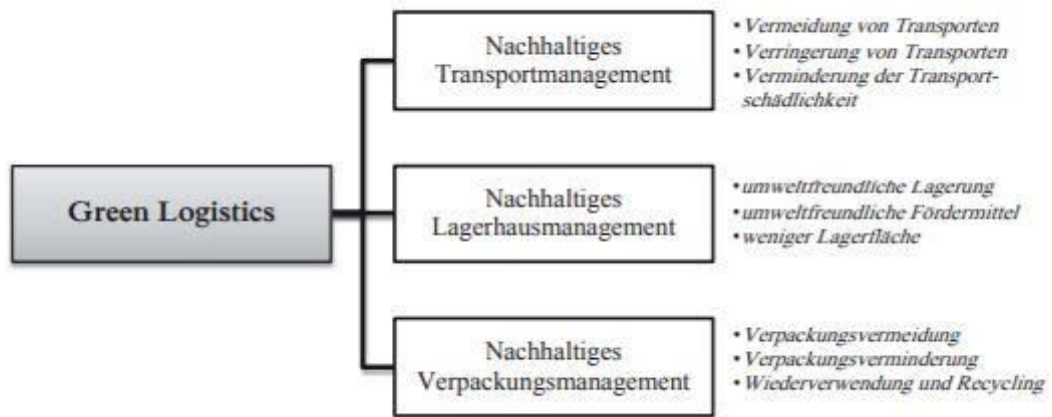 Green Logistics
Nachhaltiges
Transportmanagement
• Vermeidung von Transporten
• Verringerung von Transporten
• Verminderung der Transport-
schädlichkeit
Nachhaltiges
Lagerhausmanagement
• umweltfreundliche Lagerung
• umweltfreundliche Fördermittel
• weniger Lagerfläche
Nachhaltiges
Verpackungsmanagement
• Verpackungsvermeidung
• Verpackungsverminderung
• Wiederverwendung und Recycling